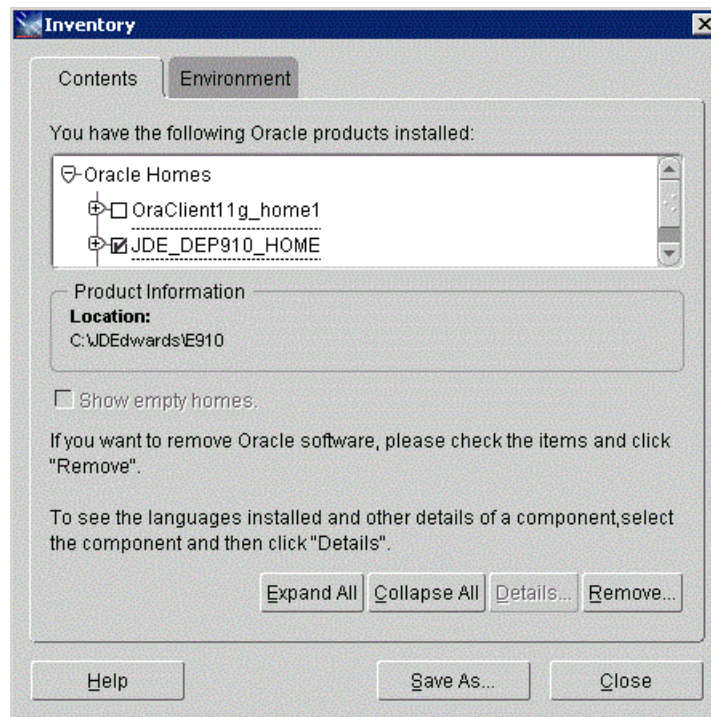 Inventory
Contents
Environment
You have the following Oracle products installed:
Oracle Homes
OraClient11g_home1
JDE_DEP910_HOME
Product Information
Location:
C:\JDEdwards\E910
Show empty homes.
If you want to remove Oracle software, please check the items and click
"Remove".
To see the languages installed and other details of a component,select
the component and then click "Details".
Expand All Collapse All Details... Remove...
Help Save As... Close